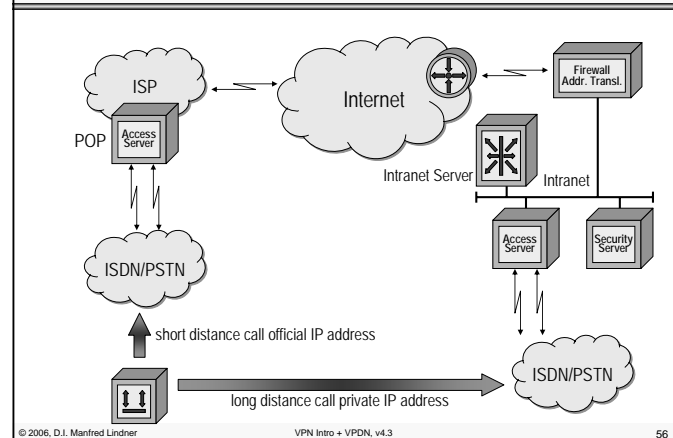 ISP
Internet
Firewall
Addr. Transl.
POP
Access
Server
Intranet Server
Intranet
Access
Server
Security
Server
ISDN/PSTN
short distance call official IP address
ISDN/PSTN
long distance call private IP address
© 2006, D.I. Manfred Lindner
VPN Intro + VPDN, v4.3
56